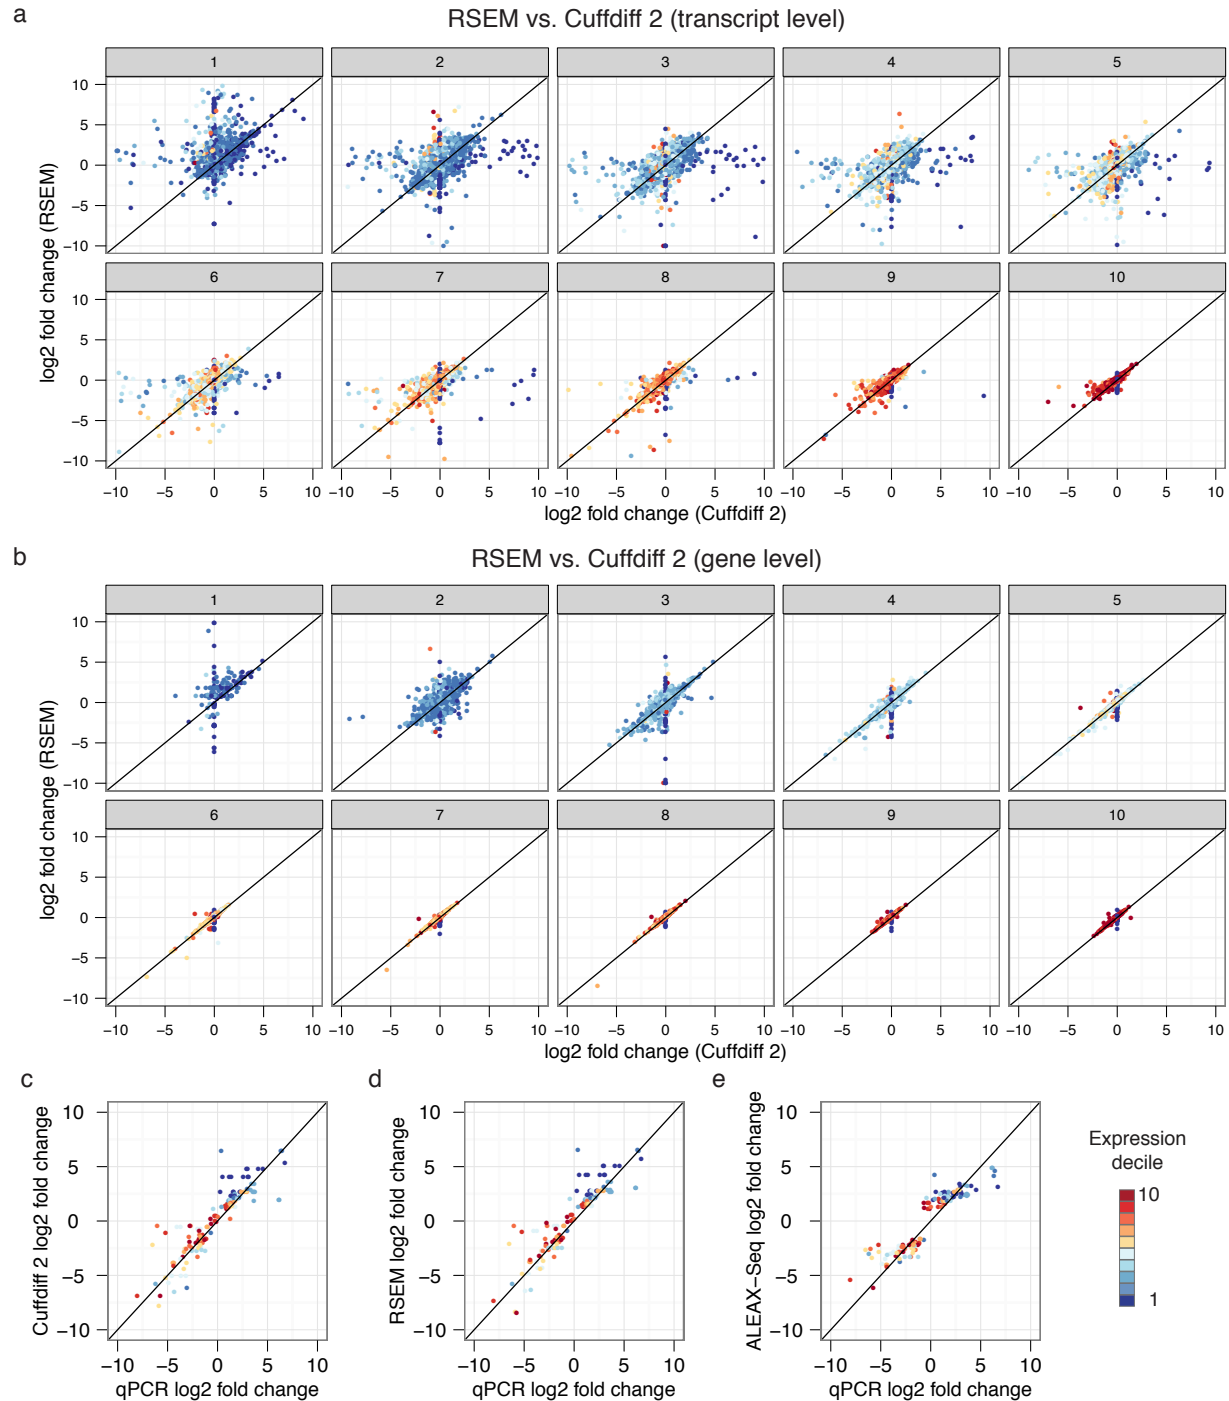 a
RSEM vs. Cuffdiff 2 (transcript level)
1 2 3 4 5
10
5
0
−5
−10
6 7 8 9 10
10
5
0
−5
−10
log2 fold change (RSEM)
−10 −5 0 5 10 −10 −5 0 5 10 −10 −5 0 5 10 −10 −5 0 5 10 −10 −5 0 5 10
log2 fold change (Cuffdiff 2)
b
RSEM vs. Cuffdiff 2 (gene level)
1 2 3 4 5
10
5
0
−5
−10
6 7 8 9 10
10
5
0
−5
−10
log2 fold change (RSEM)
−10 −5 0 5 10 −10 −5 0 5 10 −10 −5 0 5 10 −10 −5 0 5 10 −10 −5 0 5 10
log2 fold change (Cuffdiff 2)
c
Cuffdiff 2 log2 fold change
10
5
0
−5
−10
−10 −5 0 5 10
qPCR log2 fold change
d
RSEM log2 fold change
10
5
0
−5
−10
−10 −5 0 5 10
qPCR log2 fold change
e
ALEAX−Seq log2 fold change
10
5
0
−5
−10
−10 −5 0 5 10
qPCR log2 fold change
Expression
decile
10
1